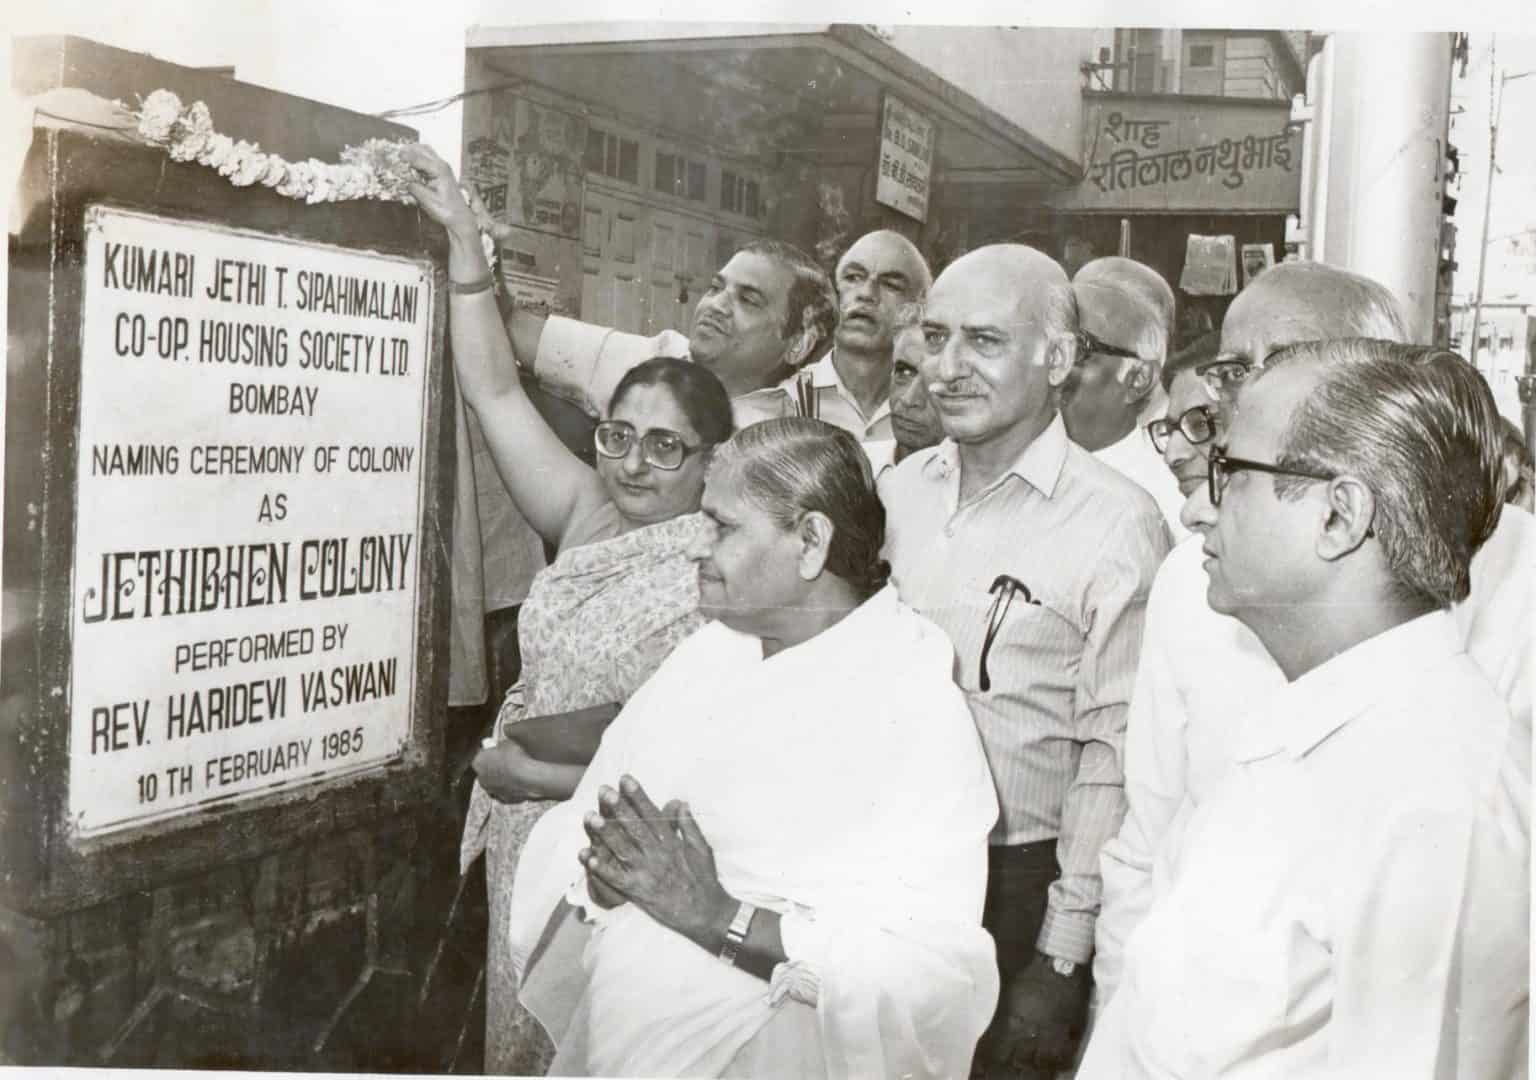 KUMARI JETHI T. SIPAHIMALANI
CO-OP. HOUSING SOCIETY LTD.
BOMBAY
NAMING CEREMONY OF COLONY
AS
JETHIBHEN COLONY
PERFORMED BY
REV. HARIDEVI VASWANI
10 TH FEBRUARY 1985
शाह
रतिलाल नथुभाई